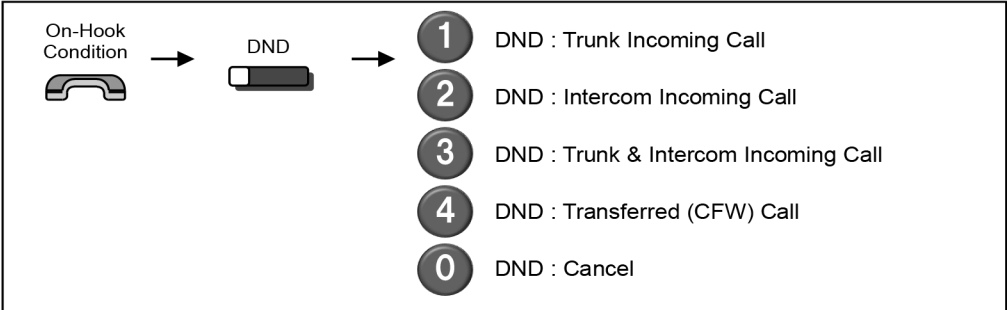 On-Hook
Condition
DND
1 DND : Trunk Incoming Call
2 DND : Intercom Incoming Call
3 DND : Trunk & Intercom Incoming Call
4 DND : Transferred (CFW) Call
0 DND : Cancel